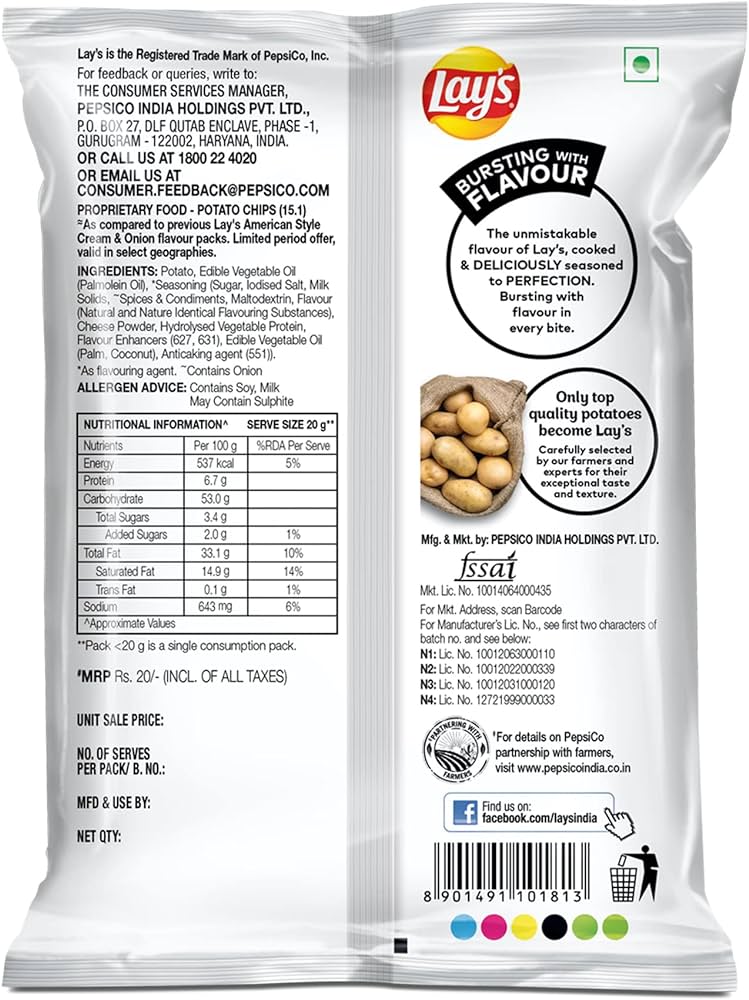 Lay's is the Registered Trade Mark of PepsiCo, Inc.
For feedback or queries, write to:
THE CONSUMER SERVICES MANAGER,
PEPSICO INDIA HOLDINGS PVT. LTD.,
P.O. BOX 27, DLF QUTAB ENCLAVE, PHASE -1,
GURUGRAM - 122002, HARYANA, INDIA.
OR CALL US AT 1800 22 4020
OR EMAIL US AT
CONSUMER.FEEDBACK@PEPSICO.COM
PROPRIETARY FOOD - POTATO CHIPS (15.1)
≈As compared to previous Lay's American Style
Cream & Onion flavour packs. Limited period offer,
valid in select geographies.
INGREDIENTS: Potato, Edible Vegetable Oil
(Palmolein Oil), *Seasoning (Sugar, Iodised Salt, Milk
Solids, ~Spices & Condiments, Maltodextrin, Flavour
(Natural and Nature Identical Flavouring Substances),
Cheese Powder, Hydrolysed Vegetable Protein,
Flavour Enhancers (627, 631), Edible Vegetable Oil
(Palm, Coconut), Anticaking agent (551)).
*As flavouring agent. ~Contains Onion
ALLERGEN ADVICE: Contains Soy, Milk
May Contain Sulphite
NUTRITIONAL INFORMATION^ SERVE SIZE 20 g**
Nutrients Per 100 g %RDA Per Serve
Energy 537 kcal 5%
Protein 6.7 g
Carbohydrate 53.0 g
Total Sugars 3.4 g
Added Sugars 2.0 g 1%
Total Fat 33.1 g 10%
Saturated Fat 14.9 g 14%
Trans Fat 0.1 g 1%
Sodium 643 mg 6%
^Approximate Values
**Pack <20 g is a single consumption pack.
#MRP Rs. 20/- (INCL. OF ALL TAXES)
UNIT SALE PRICE:
NO. OF SERVES
PER PACK/ B. NO.:
MFD & USE BY:
NET QTY:
Lay's
BURSTING WITH
FLAVOUR
The unmistakable
flavour of Lay's, cooked
& DELICIOUSLY seasoned
to PERFECTION.
Bursting with
flavour in
every bite.
Only top
quality potatoes
become Lay's
Carefully selected
by our farmers and
experts for their
exceptional taste
and texture.
Mfg. & Mkt. by: PEPSICO INDIA HOLDINGS PVT. LTD.
fssai
Mkt. Lic. No. 10014064000435
For Mkt. Address, scan Barcode
For Manufacturer's Lic. No., see first two characters of
batch no. and see below:
N1: Lic. No. 10012063000110
N2: Lic. No. 10012022000339
N3: Lic. No. 10012031000120
N4: Lic. No. 12721999000033
PARTNERING WITH
FARMERS
#For details on PepsiCo
partnership with farmers,
visit www.pepsicoindia.co.in
f Find us on:
facebook.com/laysindia
8 901491 101813